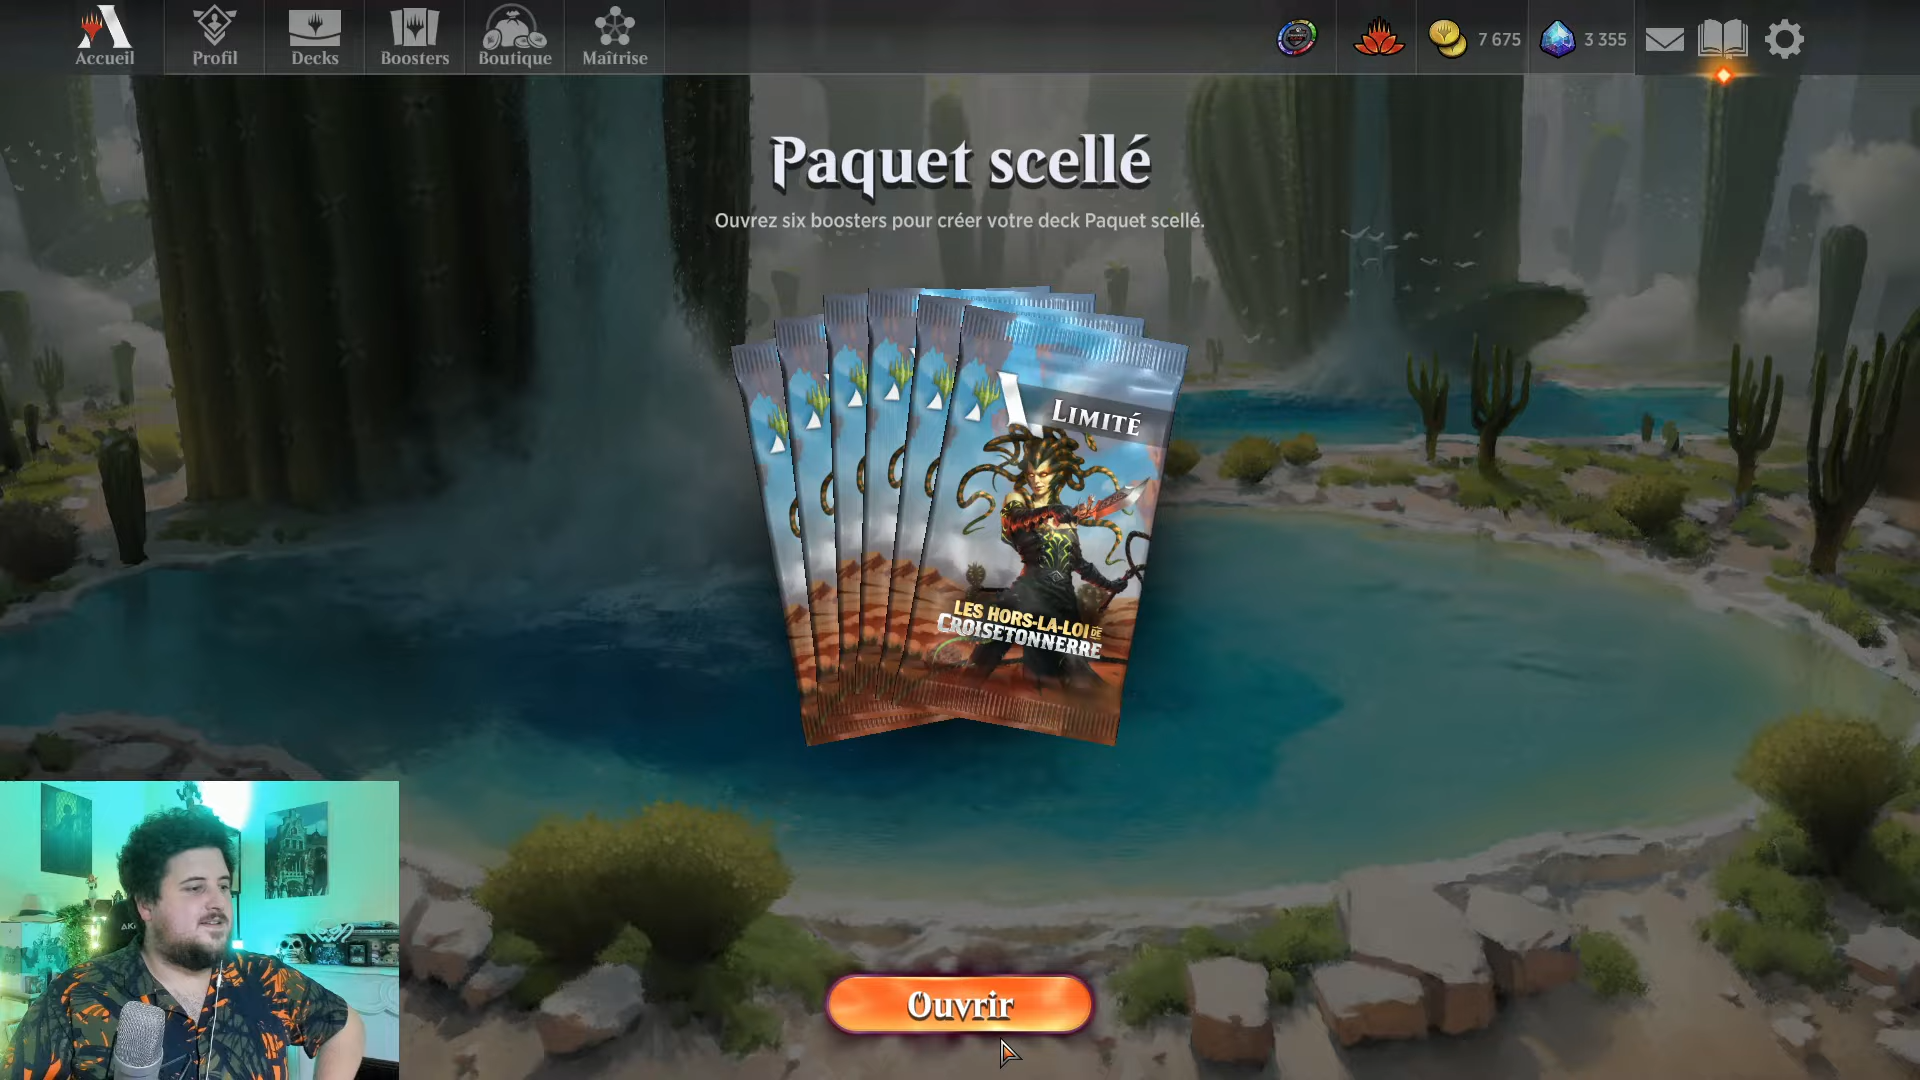 Accueil
Profil
Decks
Boosters
Boutique
Maîtrise
7 675
3 355
Paquet scellé
Ouvrez six boosters pour créer votre deck Paquet scellé.
LIMITÉ
LES HORS-LA-LOI DE
CROISETONNERRE
Ouvrir